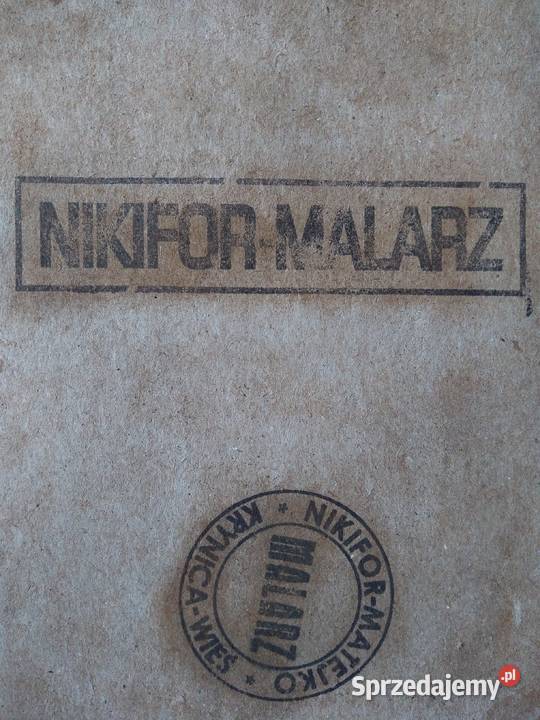 NIKIFOR-MALARZ
* NIKIFOR-MATEJKO * KRYNICA-WIEŚ
MALARZ
Sprzedajemy.pl